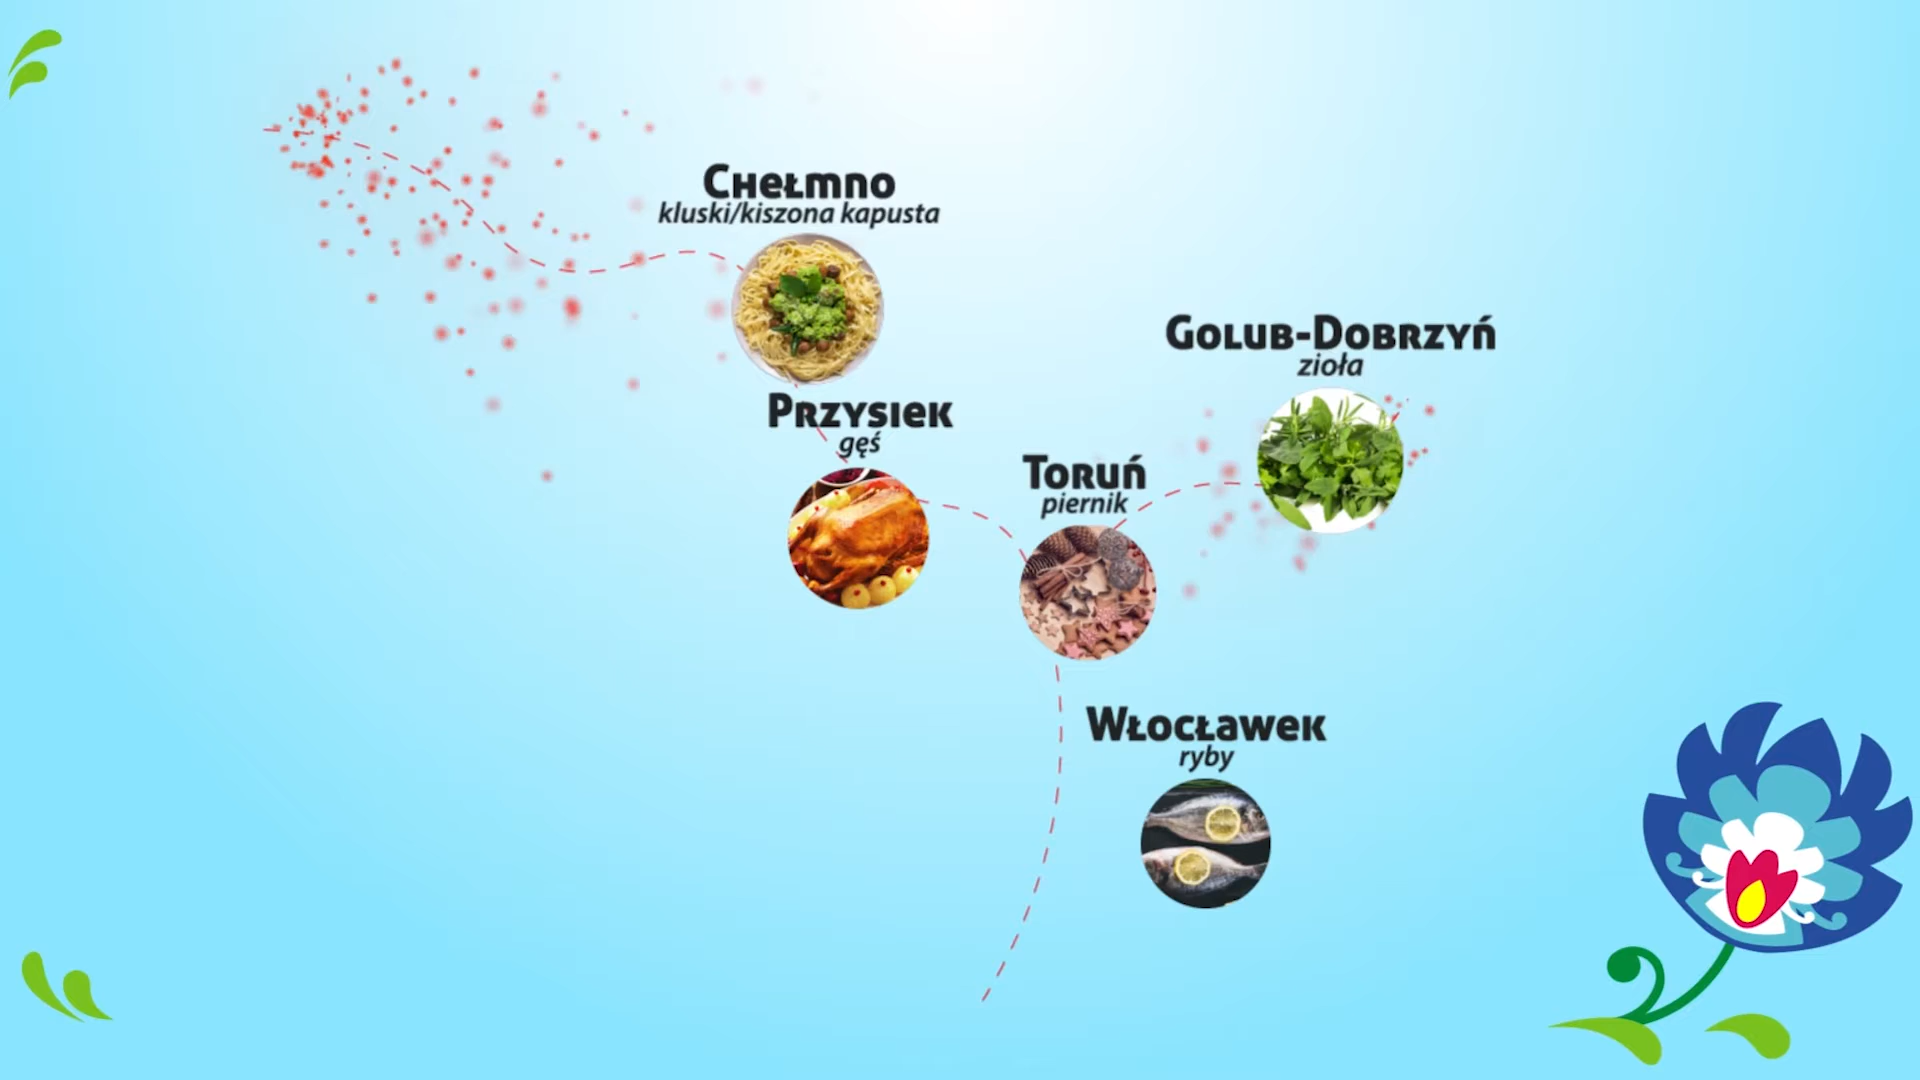 Chełmno
kluski/kiszona kapusta
Przysiek
gęś
Golub-Dobrzyń
zioła
Toruń
piernik
Włocławek
ryby